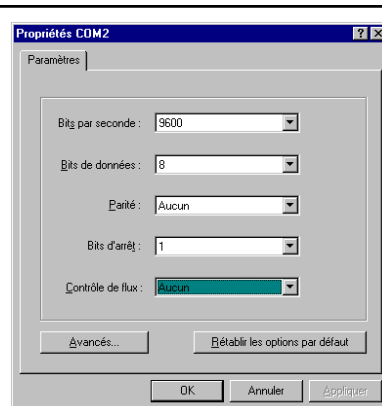 Propriétés COM2
Paramètres
Bits par seconde : 9600
Bits de données : 8
Parité : Aucun
Bits d'arrêt : 1
Contrôle de flux : Aucun
Avancés... Rétablir les options par défaut
OK Annuler Appliquer